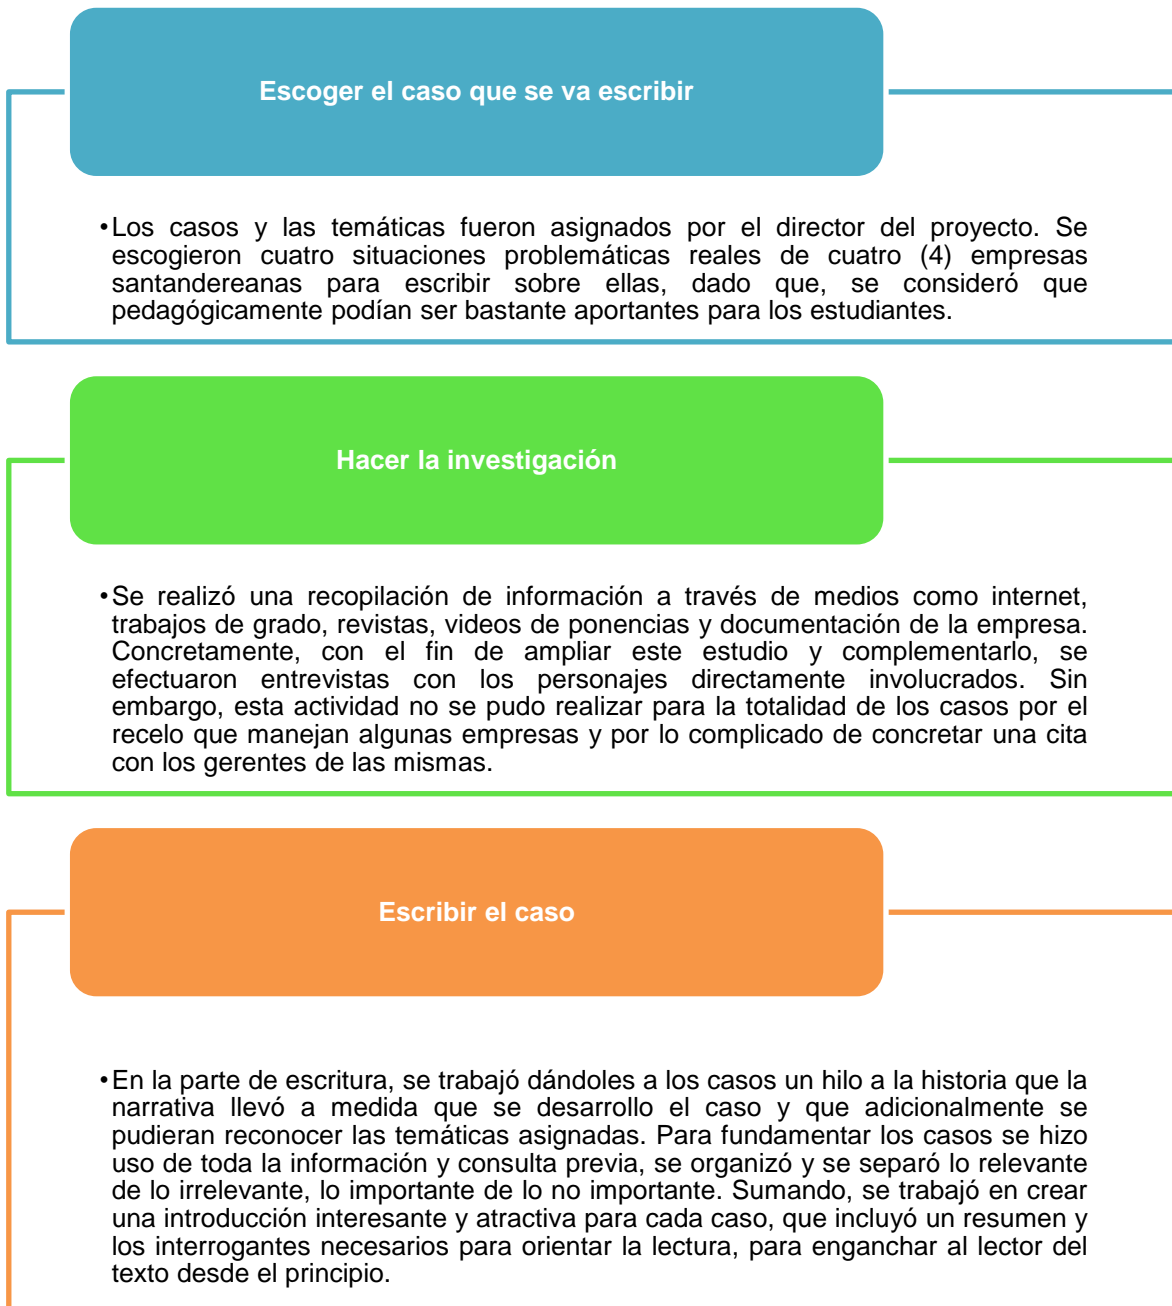 Escoger el caso que se va escribir
•Los casos y las temáticas fueron asignados por el director del proyecto. Se
escogieron cuatro situaciones problemáticas reales de cuatro (4) empresas
santandereanas para escribir sobre ellas, dado que, se consideró que
pedagógicamente podían ser bastante aportantes para los estudiantes.
Hacer la investigación
•Se realizó una recopilación de información a través de medios como internet,
trabajos de grado, revistas, videos de ponencias y documentación de la empresa.
Concretamente, con el fin de ampliar este estudio y complementarlo, se
efectuaron entrevistas con los personajes directamente involucrados. Sin
embargo, esta actividad no se pudo realizar para la totalidad de los casos por el
recelo que manejan algunas empresas y por lo complicado de concretar una cita
con los gerentes de las mismas.
Escribir el caso
•En la parte de escritura, se trabajó dándoles a los casos un hilo a la historia que la
narrativa llevó a medida que se desarrollo el caso y que adicionalmente se
pudieran reconocer las temáticas asignadas. Para fundamentar los casos se hizo
uso de toda la información y consulta previa, se organizó y se separó lo relevante
de lo irrelevante, lo importante de lo no importante. Sumando, se trabajó en crear
una introducción interesante y atractiva para cada caso, que incluyó un resumen y
los interrogantes necesarios para orientar la lectura, para enganchar al lector del
texto desde el principio.